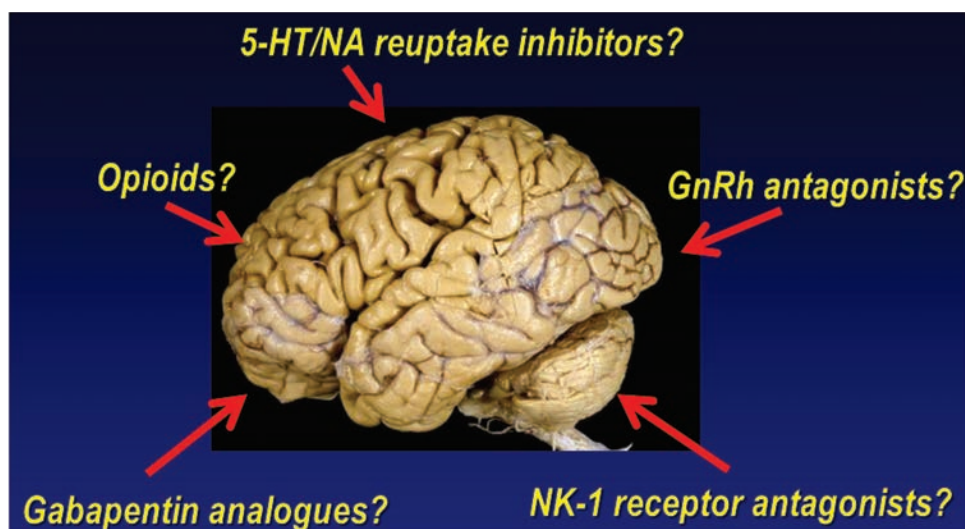 5-HT/NA reuptake inhibitors?
Opioids?
GnRh antagonists?
Gabapentin analogues?
NK-1 receptor antagonists?